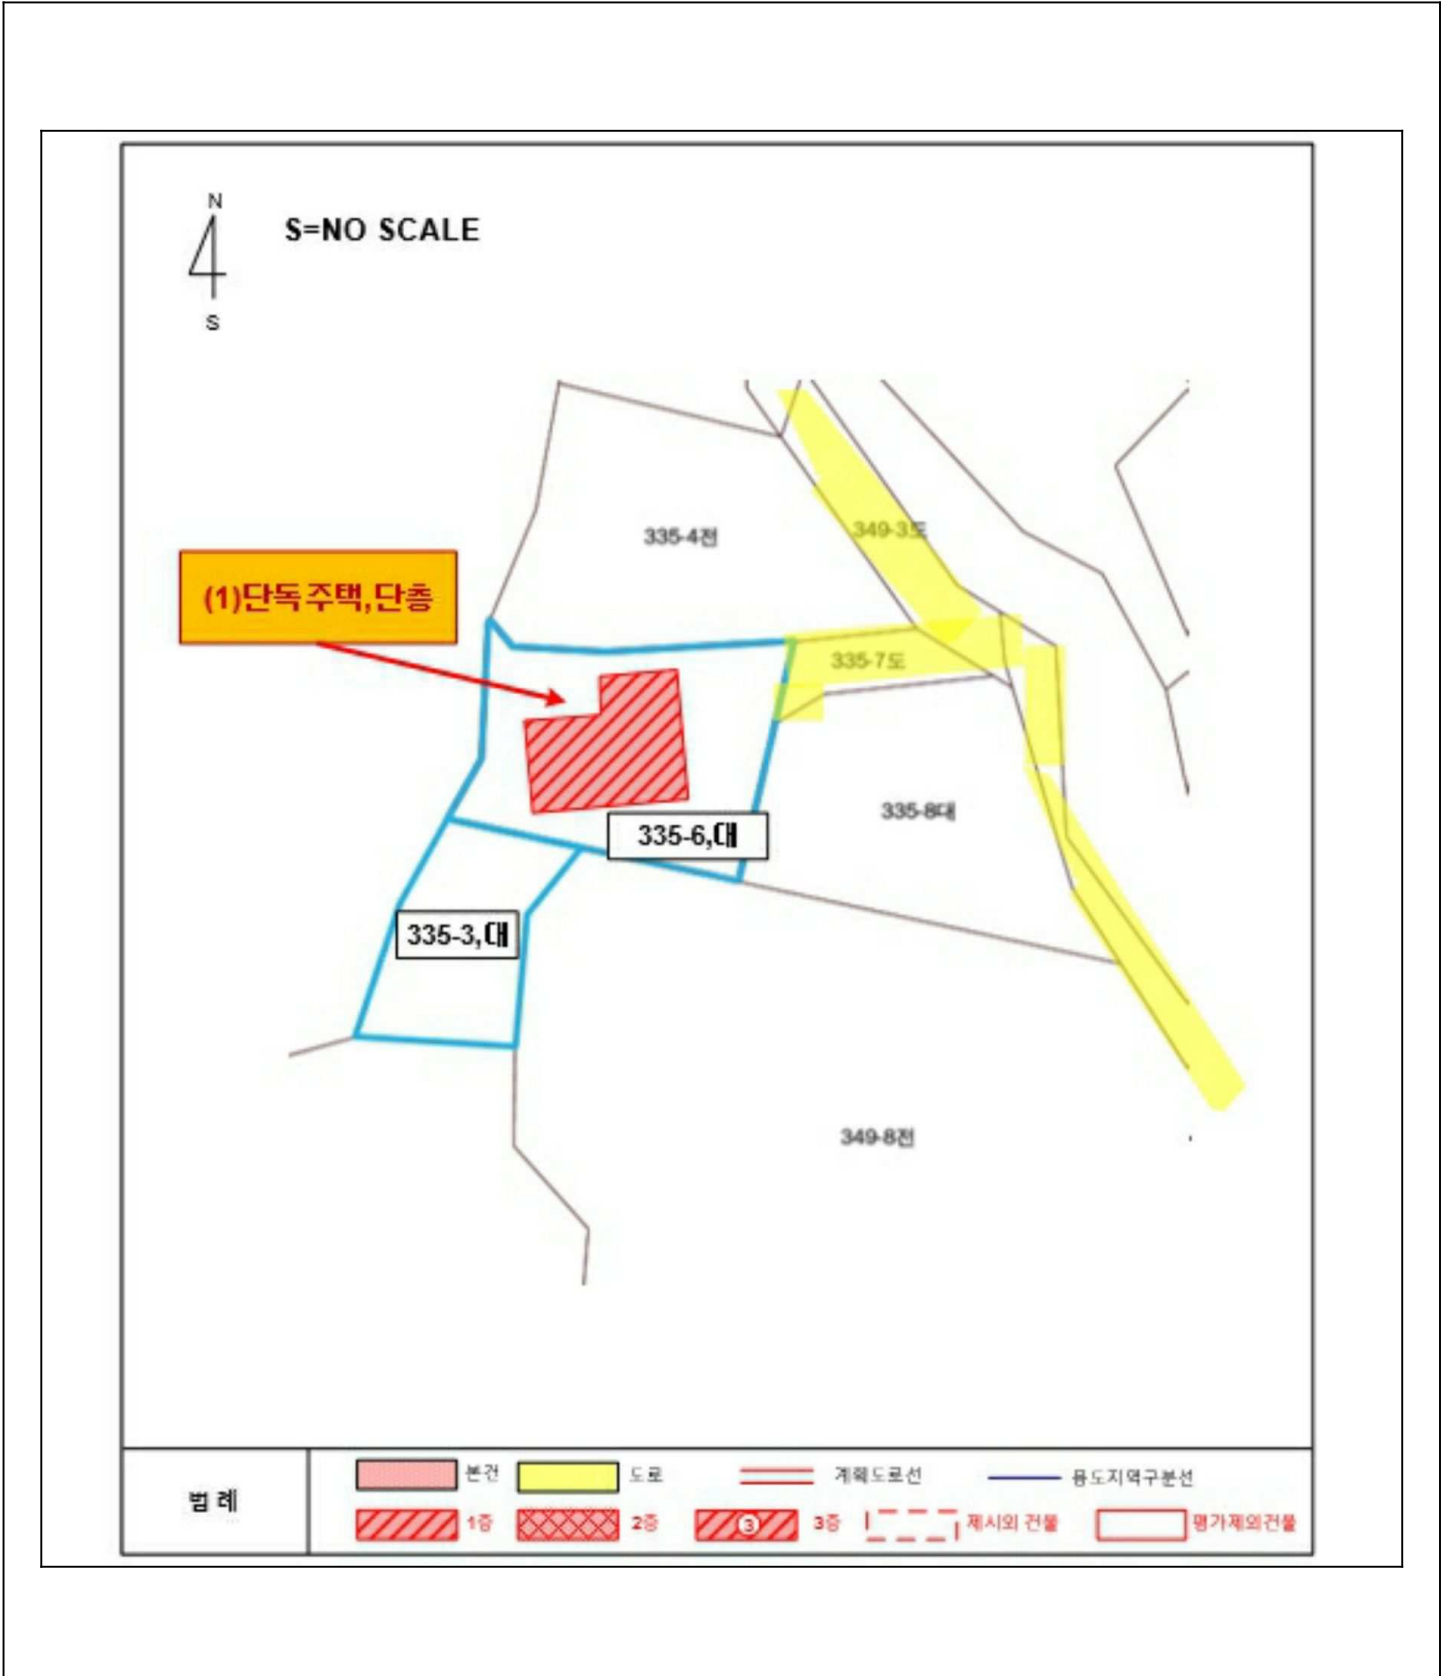 N
S=NO SCALE
S
335-4전
349-3도
(1)단독주택,단층
335-7도
335-8대
335-6,대
335-3,대
349-8전
범 례
본건
도로
계획도로선
용도지역구분선
1층
2층
3
3층
제시외 건물
평가제외건물